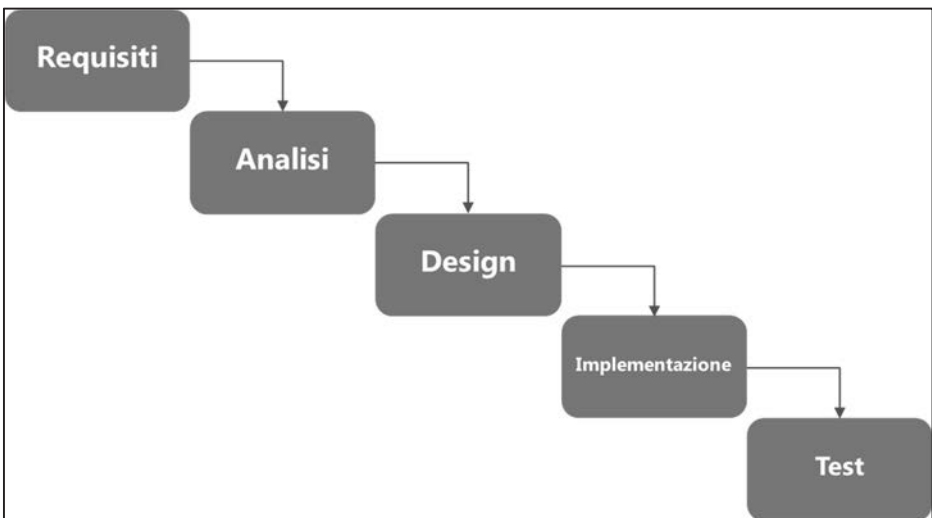 Requisiti
Analisi
Design
Implementazione
Test